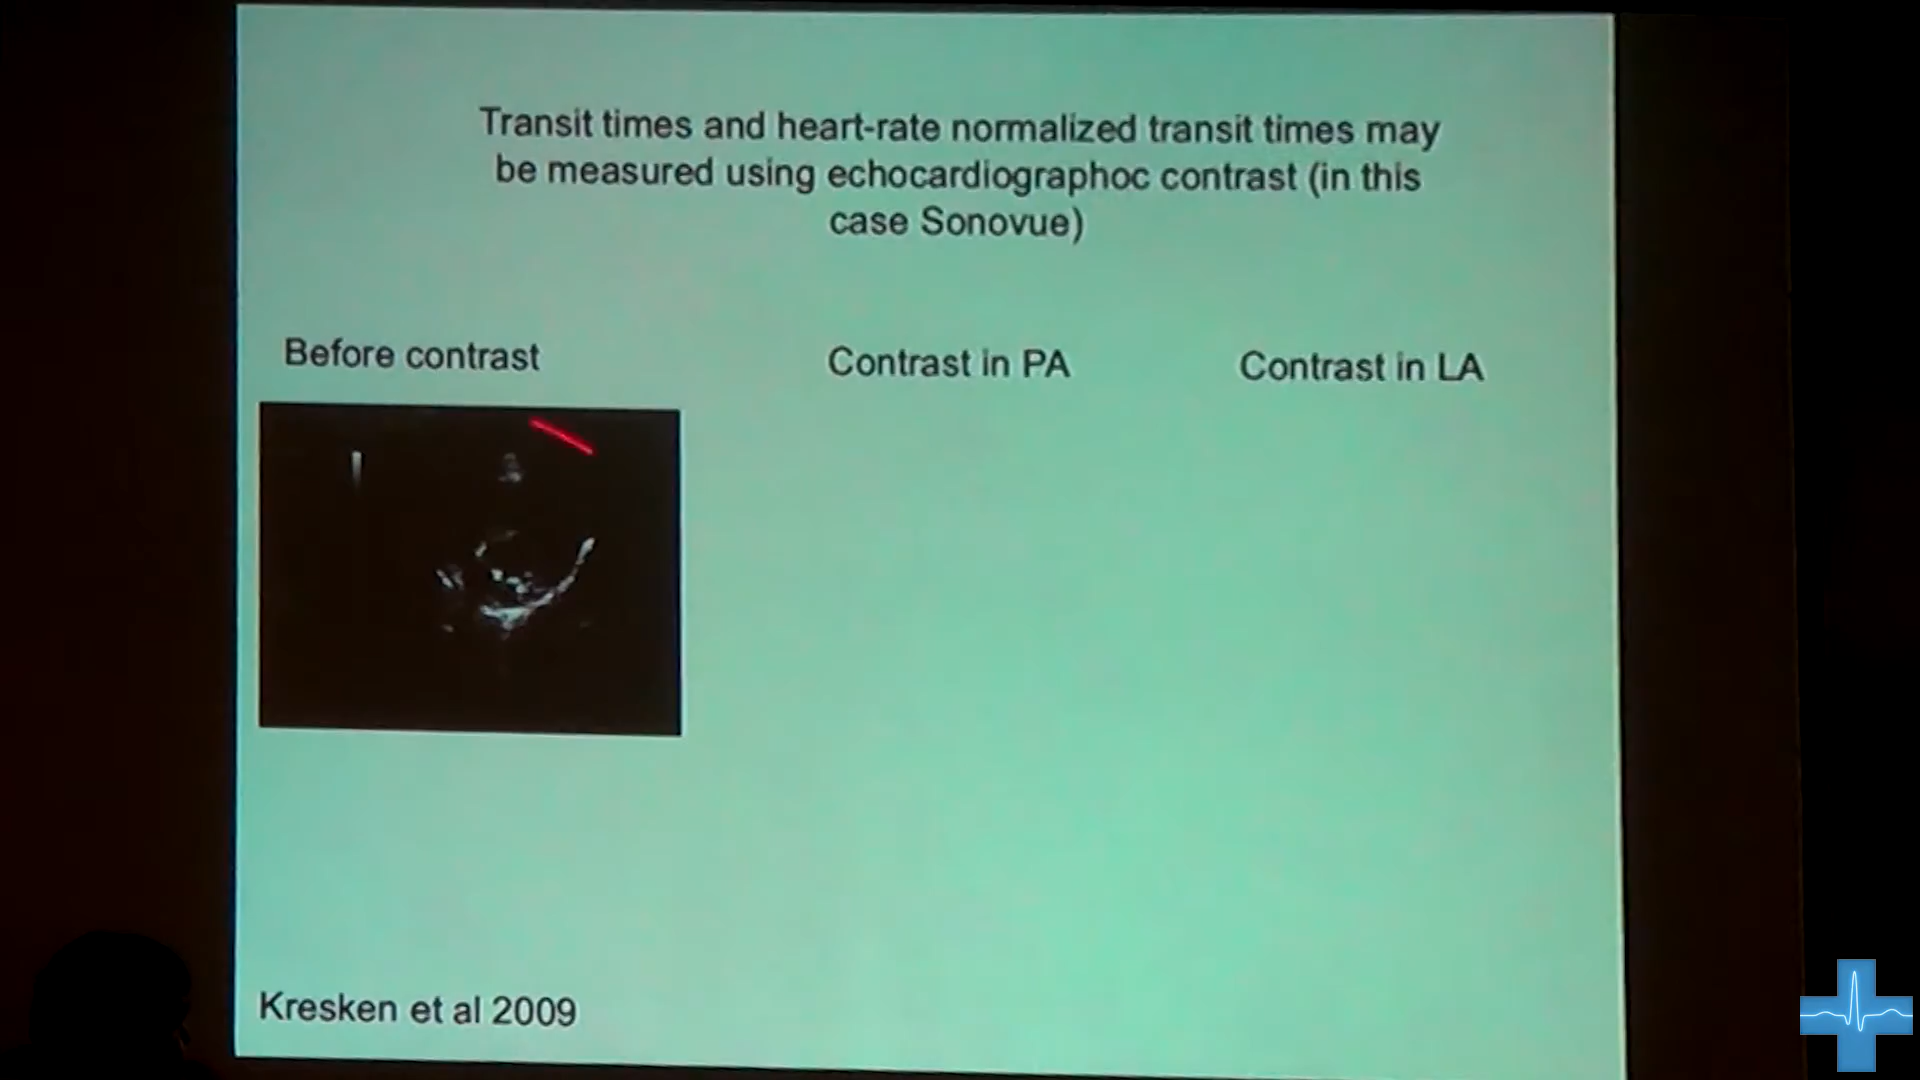 Transit times and heart-rate normalized transit times may
be measured using echocardiographoc contrast (in this
case Sonovue)
Before contrast
Contrast in PA
Contrast in LA
Kresken et al 2009